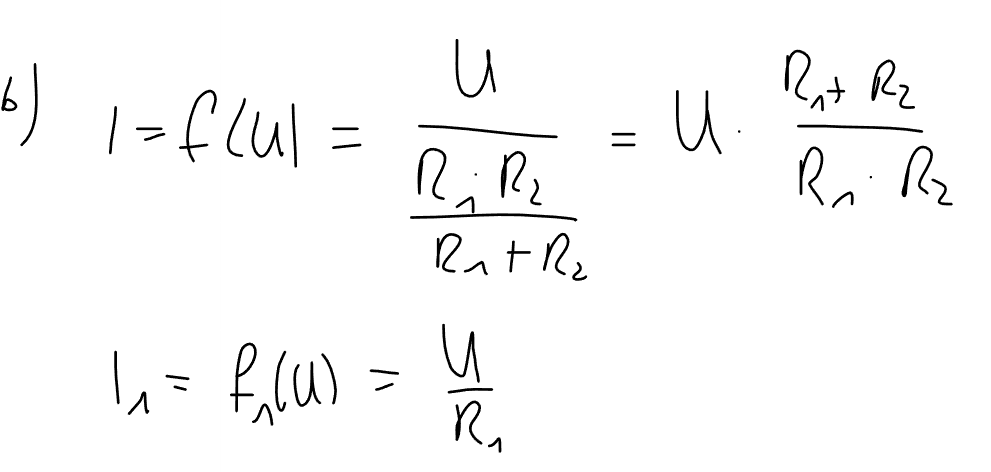 b) I = f(U) = U / ((R₁ · R₂) / (R₁ + R₂)) = U · (R₁ + R₂) / (R₁ · R₂)
I₁ = f₁(U) = U / R₁